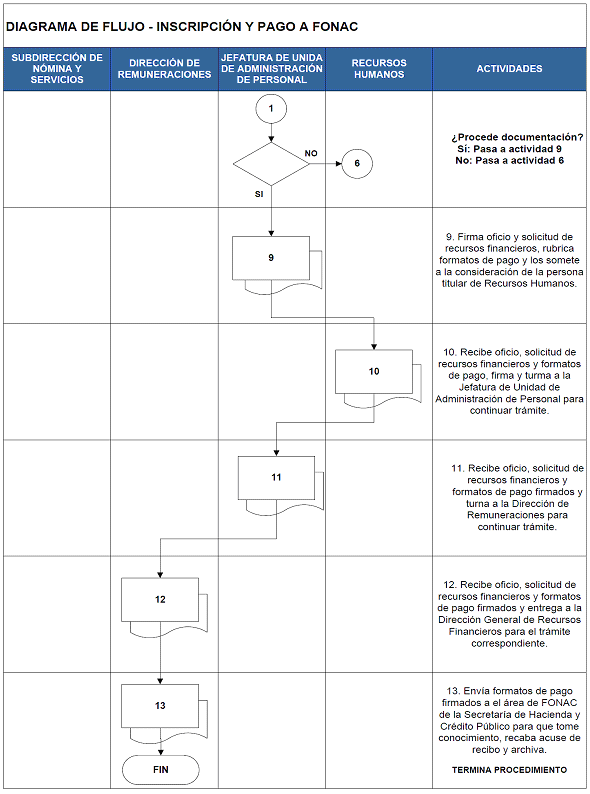 DIAGRAMA DE FLUJO - INSCRIPCIÓN Y PAGO A FONAC
SUBDIRECCIÓN DE
NÓMINA Y
SERVICIOS
DIRECCIÓN DE
REMUNERACIONES
JEFATURA DE UNIDA
DE ADMINISTRACIÓN
DE PERSONAL
RECURSOS
HUMANOS
ACTIVIDADES
1
NO
6
SI
¿Procede documentación?
Sí: Pasa a actividad 9
No: Pasa a actividad 6
9
9. Firma oficio y solicitud de
recursos financieros, rubrica
formatos de pago y los somete
a la consideración de la persona
titular de Recursos Humanos.
10
10. Recibe oficio, solicitud de
recursos financieros y formatos
de pago, firma y turma a la
Jefatura de Unidad de
Administración de Personal para
continuar trámite.
11
11. Recibe oficio, solicitud de
recursos financieros y
formatos de pago firmados y
turna a la Dirección de
Remuneraciones para
continuar trámite.
12
12. Recibe oficio, solicitud de
recursos financieros y formatos
de pago firmados y entrega a la
Dirección General de Recursos
Financieros para el trámite
correspondiente.
13
13. Envía formatos de pago
firmados a el área de FONAC
de la Secretaría de Hacienda y
Crédito Público para que tome
conocimiento, recaba acuse de
recibo y archiva.
FIN
TERMINA PROCEDIMIENTO